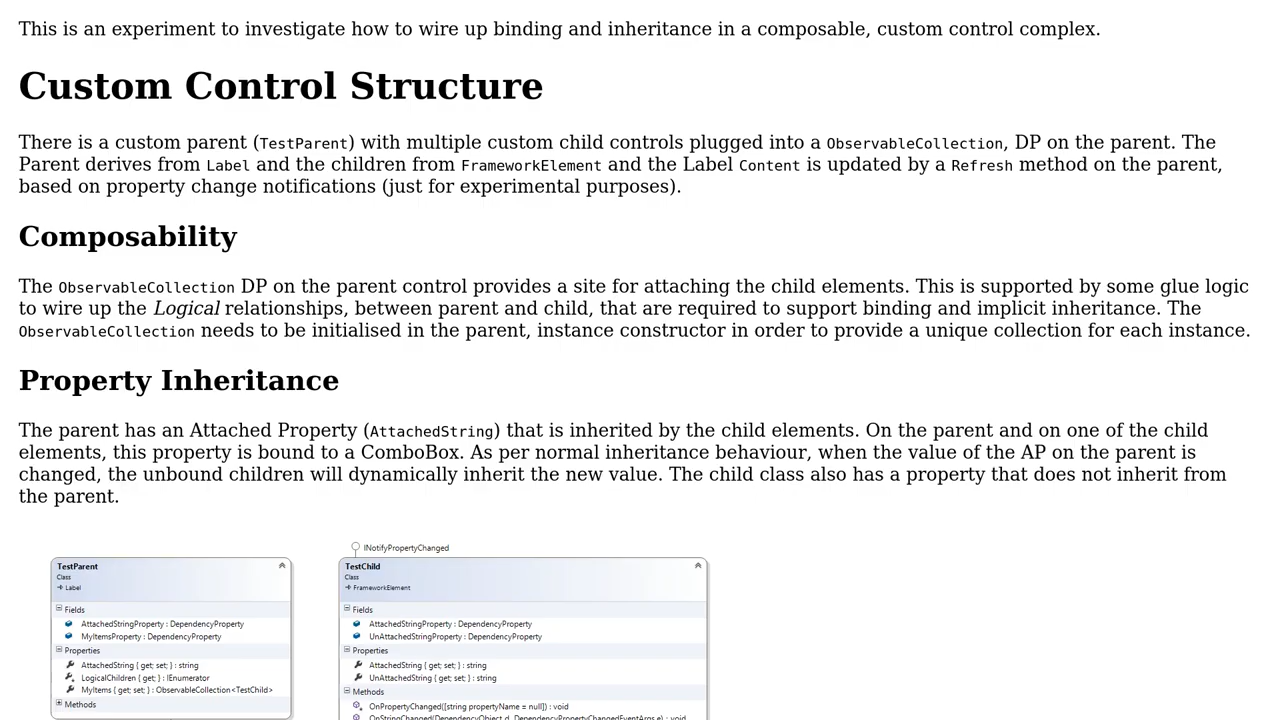 This is an experiment to investigate how to wire up binding and inheritance in a composable, custom control complex.
Custom Control Structure
There is a custom parent (TestParent) with multiple custom child controls plugged into a ObservableCollection, DP on the parent. The
Parent derives from Label and the children from FrameworkElement and the Label Content is updated by a Refresh method on the parent,
based on property change notifications (just for experimental purposes).
Composability
The ObservableCollection DP on the parent control provides a site for attaching the child elements. This is supported by some glue logic
to wire up the Logical relationships, between parent and child, that are required to support binding and implicit inheritance. The
ObservableCollection needs to be initialised in the parent, instance constructor in order to provide a unique collection for each instance.
Property Inheritance
The parent has an Attached Property (AttachedString) that is inherited by the child elements. On the parent and on one of the child
elements, this property is bound to a ComboBox. As per normal inheritance behaviour, when the value of the AP on the parent is
changed, the unbound children will dynamically inherit the new value. The child class also has a property that does not inherit from
the parent.
TestParent
Class
Label
Fields
AttachedStringProperty : DependencyProperty
MyItemsProperty : DependencyProperty
Properties
AttachedString { get; set; } : string
LogicalChildren { get; } : IEnumerator
MyItems { get; set; } : ObservableCollection<TestChild>
Methods
INotifyPropertyChanged
TestChild
Class
FrameworkElement
Fields
AttachedStringProperty : DependencyProperty
UnAttachedStringProperty : DependencyProperty
Properties
AttachedString { get; set; } : string
UnAttachedString { get; set; } : string
Methods
OnPropertyChanged([string propertyName = null]) : void
OnStringChanged(DependencyObject d, DependencyPropertyChangedEventArgs e) : void